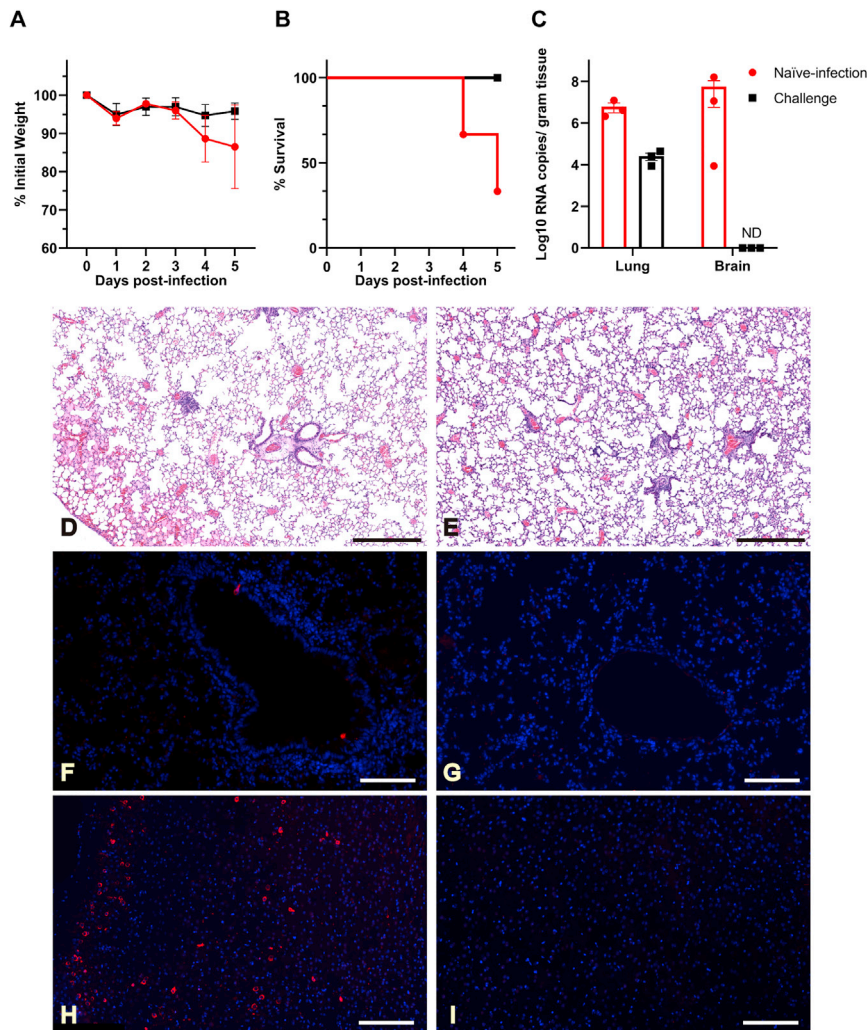 A
% Initial Weight
100
90
80
70
60
0 1 2 3 4 5
Days post-infection
B
% Survival
100
50
0
0 1 2 3 4 5
Days post-infection
C
Log10 RNA copies/ gram tissue
8
6
4
2
0
ND
Lung Brain
Naïve-infection
Challenge
D
E
F
G
H
I